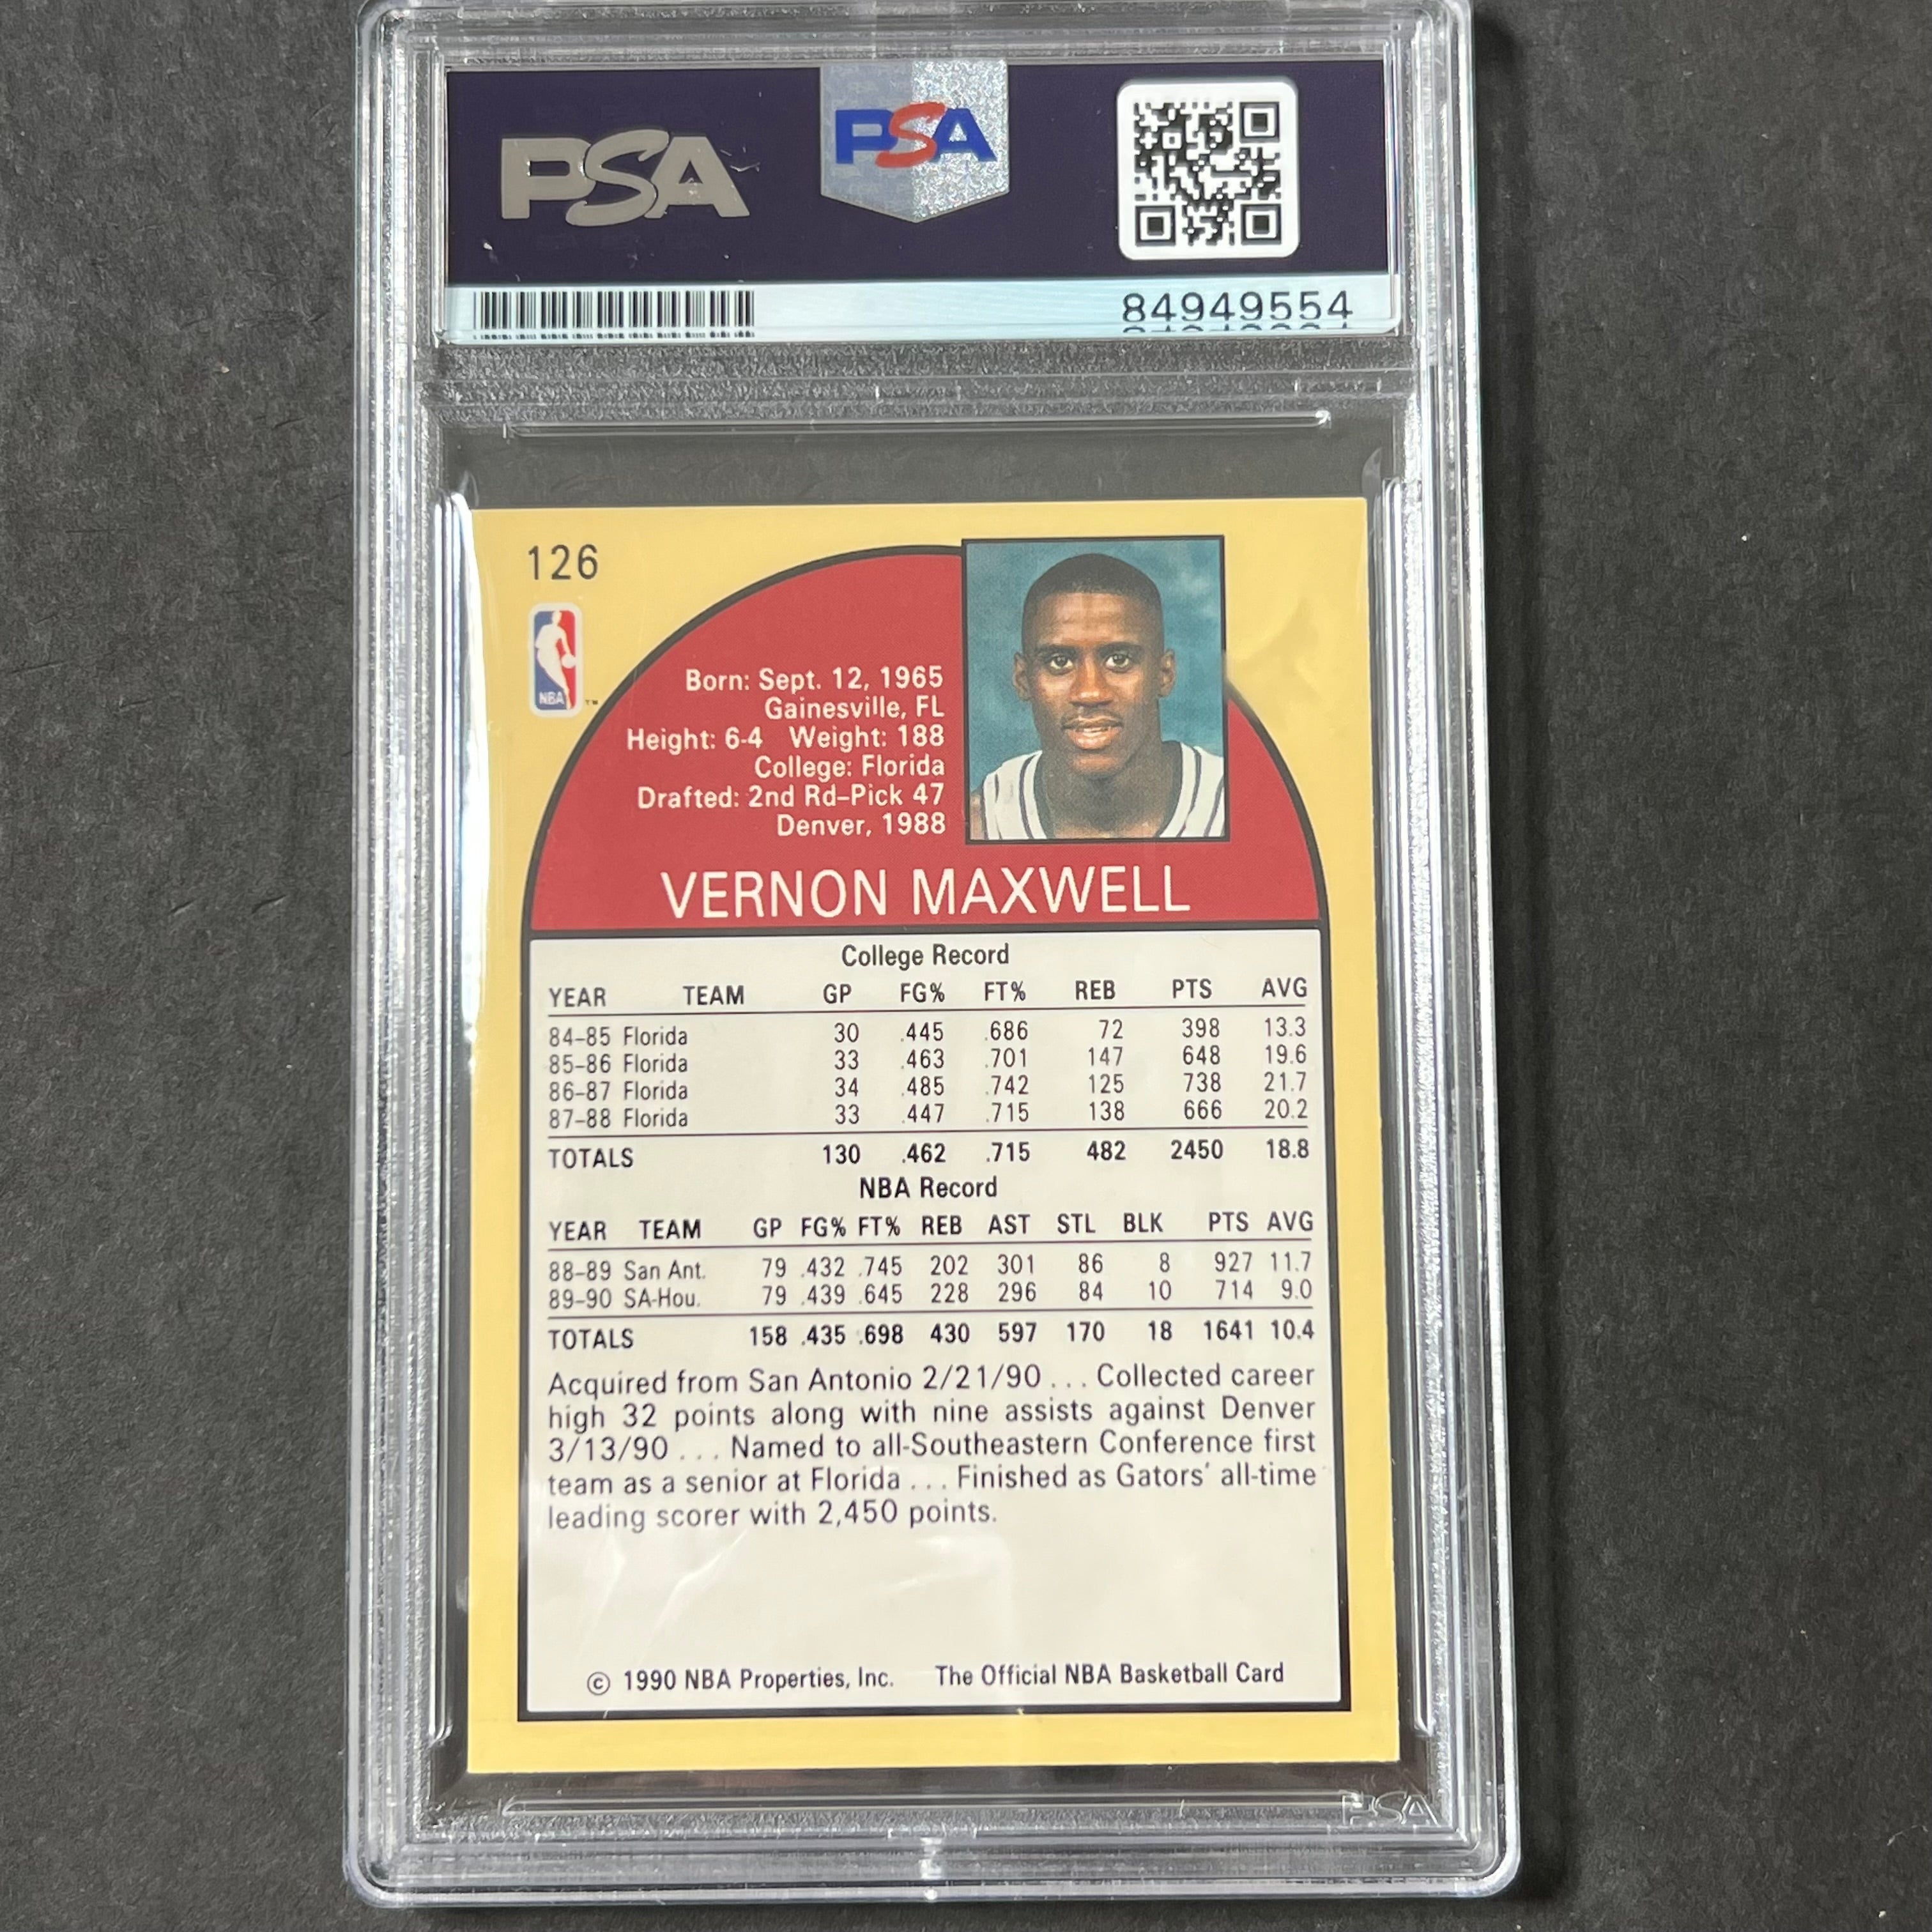 PSA
PSA
84949554
126
NBA
TM
Born: Sept. 12, 1965
Gainesville, FL
Height: 6-4 Weight: 188
College: Florida
Drafted: 2nd Rd–Pick 47
Denver, 1988
VERNON MAXWELL
College Record
YEAR TEAM GP FG% FT% REB PTS AVG
84–85 Florida 30 .445 .686 72 398 13.3
85–86 Florida 33 .463 .701 147 648 19.6
86–87 Florida 34 .485 .742 125 738 21.7
87–88 Florida 33 .447 .715 138 666 20.2
TOTALS 130 .462 .715 482 2450 18.8
NBA Record
YEAR TEAM GP FG% FT% REB AST STL BLK PTS AVG
88–89 San Ant. 79 .432 .745 202 301 86 8 927 11.7
89–90 SA-Hou. 79 .439 .645 228 296 84 10 714 9.0
TOTALS 158 .435 .698 430 597 170 18 1641 10.4
Acquired from San Antonio 2/21/90 . . . Collected career
high 32 points along with nine assists against Denver
3/13/90 . . . Named to all-Southeastern Conference first
team as a senior at Florida . . . Finished as Gators' all-time
leading scorer with 2,450 points.
© 1990 NBA Properties, Inc. The Official NBA Basketball Card
PSA